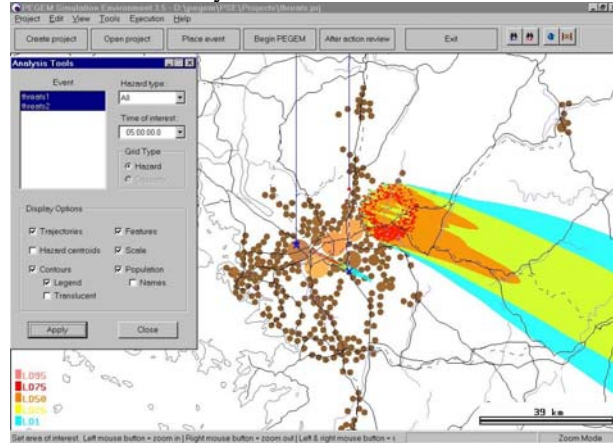 PEGEM Simulation Environment 3.5 - D:\pegem\PSE\Projects\threats.prj
Project Edit View Tools Execution Help
Create project Open project Place event Begin PEGEM After action review Exit
Analysis Tools
Event
threats1
threats2
Hazard type:
All
Time of interest:
05:00:00.0
Grid Type
Hazard
Display Options
Trajectories
Features
Hazard centroids
Scale
Contours
Population
Legend
Names
Translucent
Apply
Close
LD95
LD75
LD50
LD1
39 km
Set area of interest. Left mouse button = zoom in | Right mouse button = zoom out | Left & right mouse button =
Zoom Mode